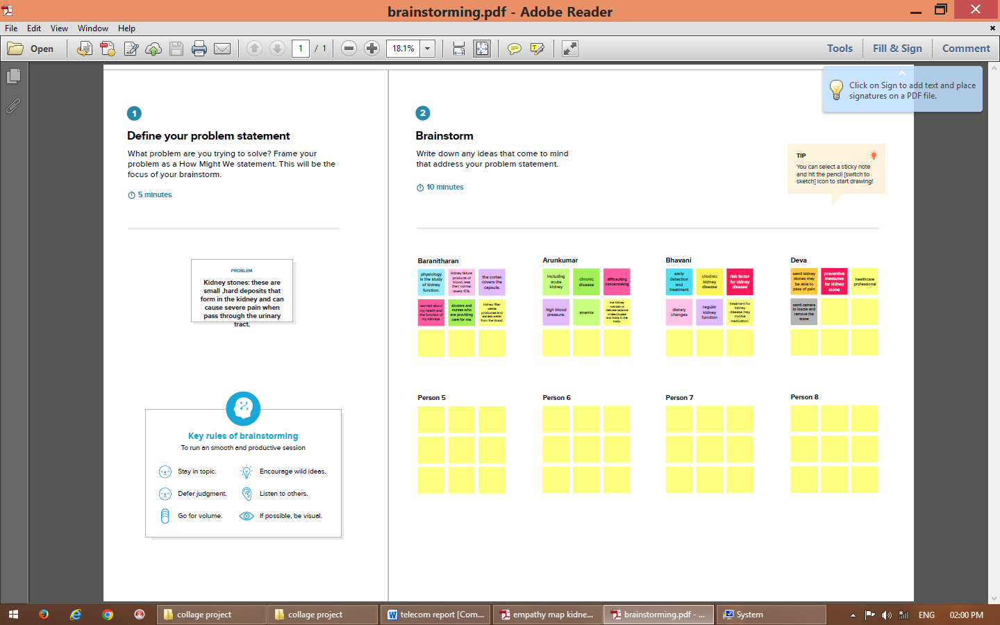 brainstorming.pdf - Adobe Reader
File Edit View Window Help
Open
1 / 1
18.1%
Tools Fill & Sign Comment
Click on Sign to add text and place
signatures on a PDF file.
1
Define your problem statement
What problem are you trying to solve? Frame your
problem as a How Might We statement. This will be the
focus of your brainstorm.
5 minutes
PROBLEM
Kidney stones: these are
small ,hard deposits that
form in the kidney and can
cause severe pain when
pass through the urinary
tract.
Key rules of brainstorming
To run an smooth and productive session
Stay in topic. Encourage wild ideas.
Defer judgment. Listen to others.
Go for volume. If possible, be visual.
2
Brainstorm
Write down any ideas that come to mind
that address your problem statement.
10 minutes
TIP
You can select a sticky note
and hit the pencil [switch to
sketch] icon to start drawing!
Baranitharan
physiology
is the study
of kidney
function.
kidney failure
products of
blood, less
then normal
levels 15%.
the cortex
covers the
capsule.
worried about
my health and
the function of
my kidneys.
doctors and
nurses who
are providing
care for me.
kidney filter
waste
producses and
excess water
from the blood.
Arunkumar
including
acute
kidney
chronic
disease
difficsulting
concentrating
high blood
pressure.
anemia
the kidney
maintain a
delicate balance
of electrolytes
and fluids in the
body.
Bhavani
early
detection
and
treatment
chorinic
kidney
disease
risk factor
for kidney
disease
dietary
changes
regular
kidney
function
treatment for
kidney
disease may
involve
medication.
Deva
samll kidney
stones may
be able to
pass of pain
preventive
measures
for kidney
stone
healthcare
professional
samll camera
to loacta and
remove the
stone
Person 5
Person 6
Person 7
Person 8
collage project
collage project
telecom report [Com...
empathy map kidne...
brainstorming.pdf - ...
System
ENG
02:00 PM